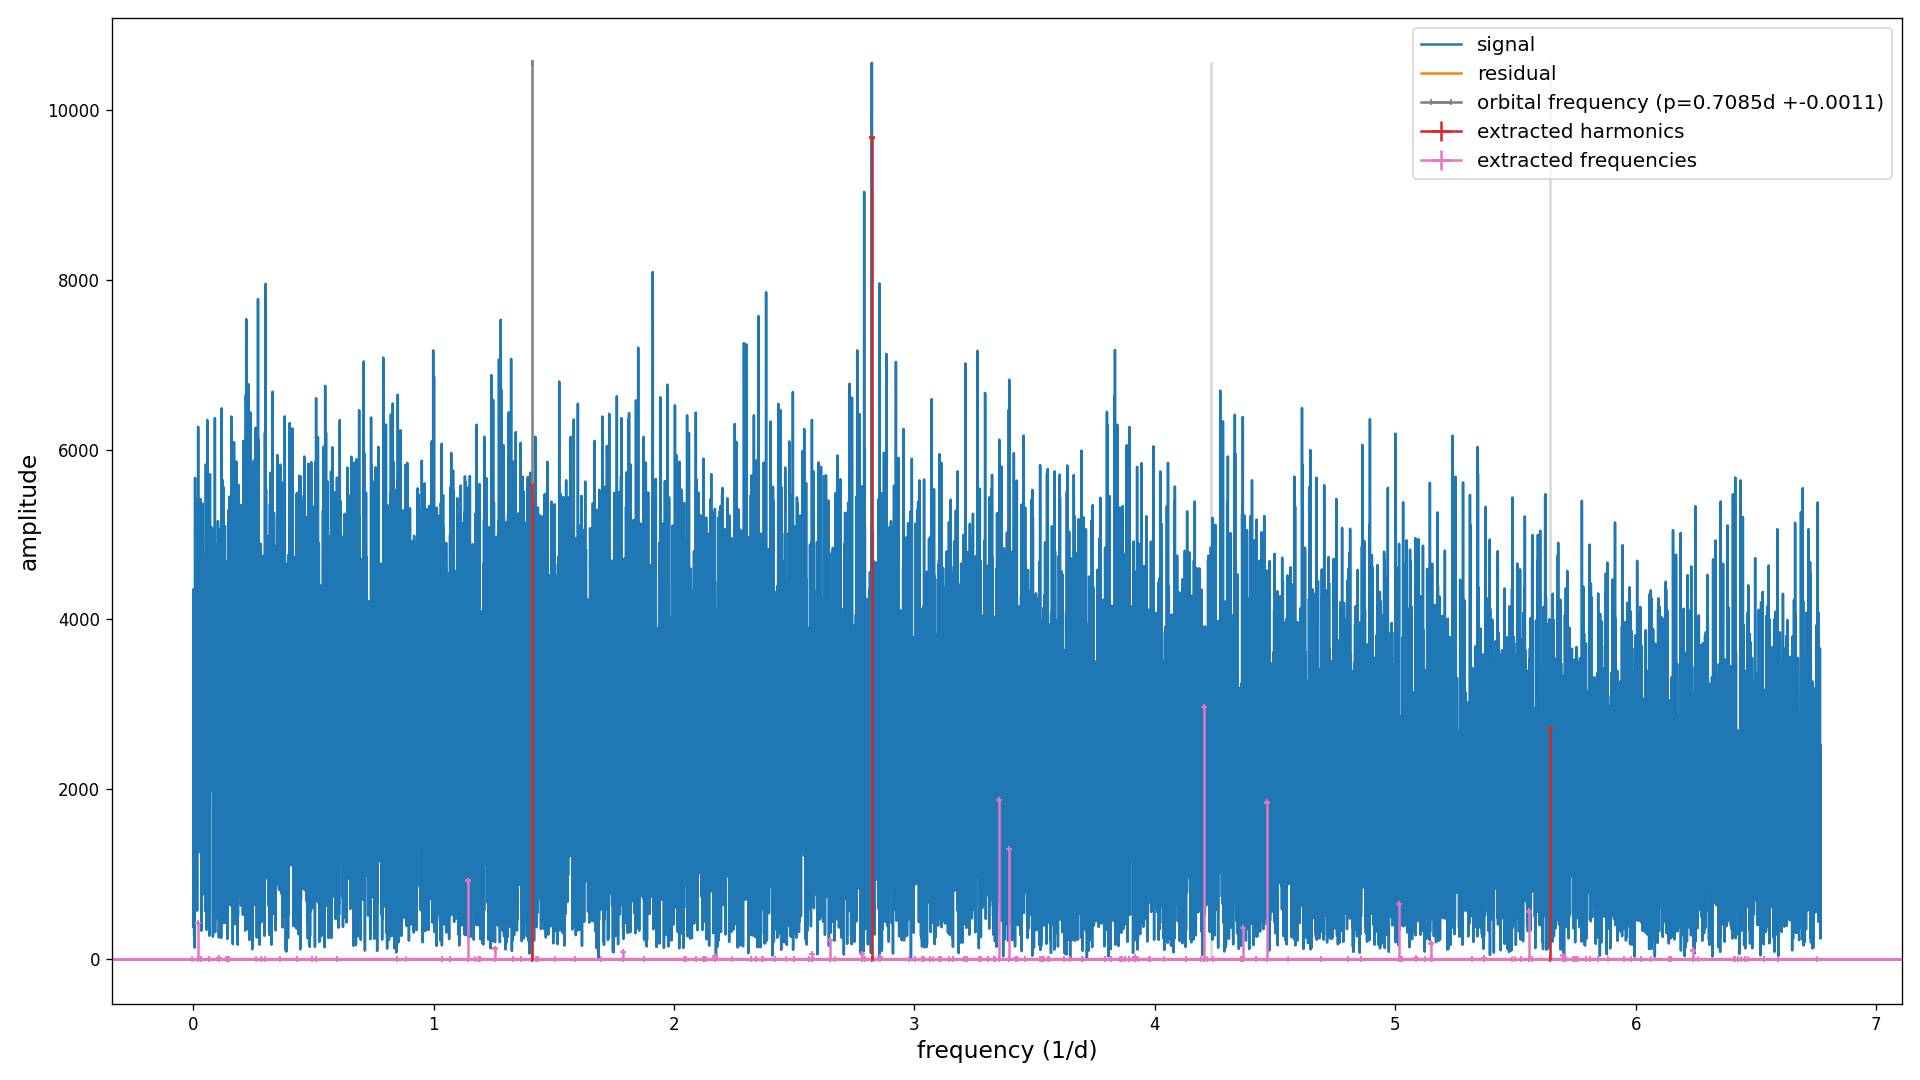 signal
residual
orbital frequency (p=0.7085d +-0.0011)
extracted harmonics
extracted frequencies
amplitude
10000
8000
6000
4000
2000
0
0 1 2 3 4 5 6 7
frequency (1/d)